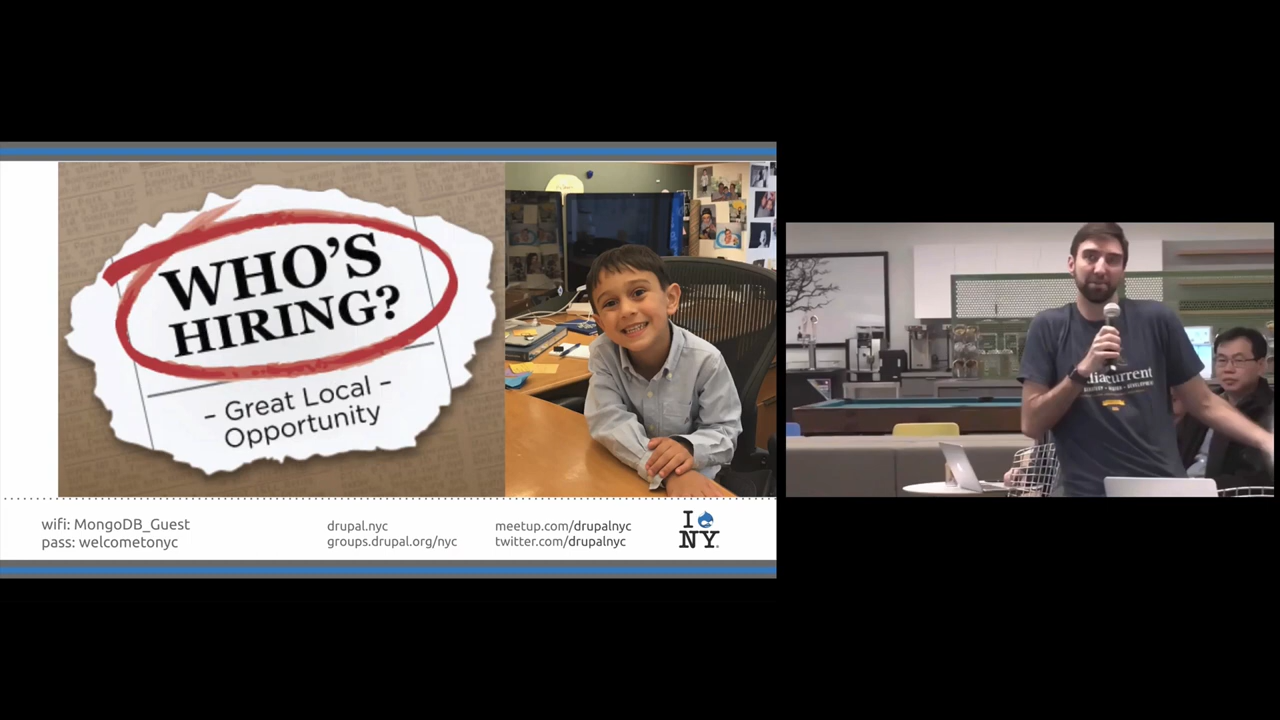 WHO'S
HIRING?
- Great Local -
Opportunity
wifi: MongoDB_Guest
pass: welcometonyc
drupal.nyc
groups.drupal.org/nyc
meetup.com/drupalnyc
twitter.com/drupalnyc
I
NY
diacurrent